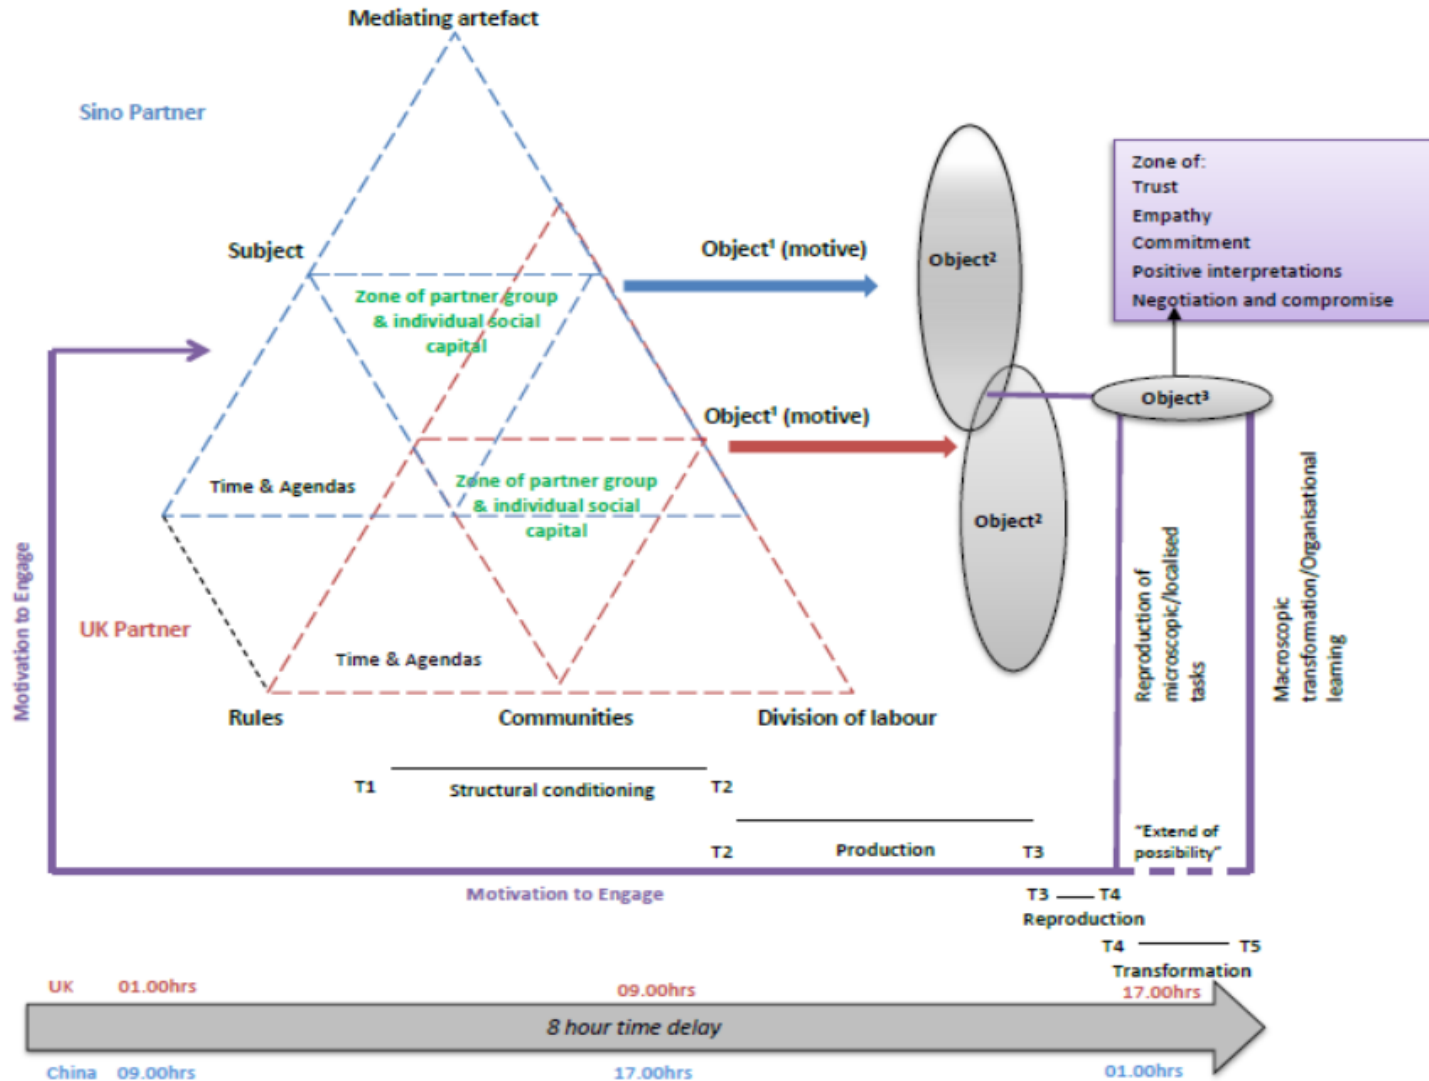 Mediating artefact
Sino Partner
Subject
Zone of partner group
& individual social
capital
Object¹ (motive)
Object²
Zone of:
Trust
Empathy
Commitment
Positive interpretations
Negotiation and compromise
Object³
Object¹ (motive)
Time & Agendas
Zone of partner group
& individual social
capital
Object²
UK Partner
Time & Agendas
Motivation to Engage
Reproduction of
microscopic/localised
tasks
Macroscopic
transformation/Organisational
learning
Rules
Communities
Division of labour
T1
Structural conditioning
T2
T2
Production
T3
"Extend of
possibility"
Motivation to Engage
T3
T4
Reproduction
T4
T5
Transformation
UK
01.00hrs
09.00hrs
17.00hrs
8 hour time delay
China
09.00hrs
17.00hrs
01.00hrs